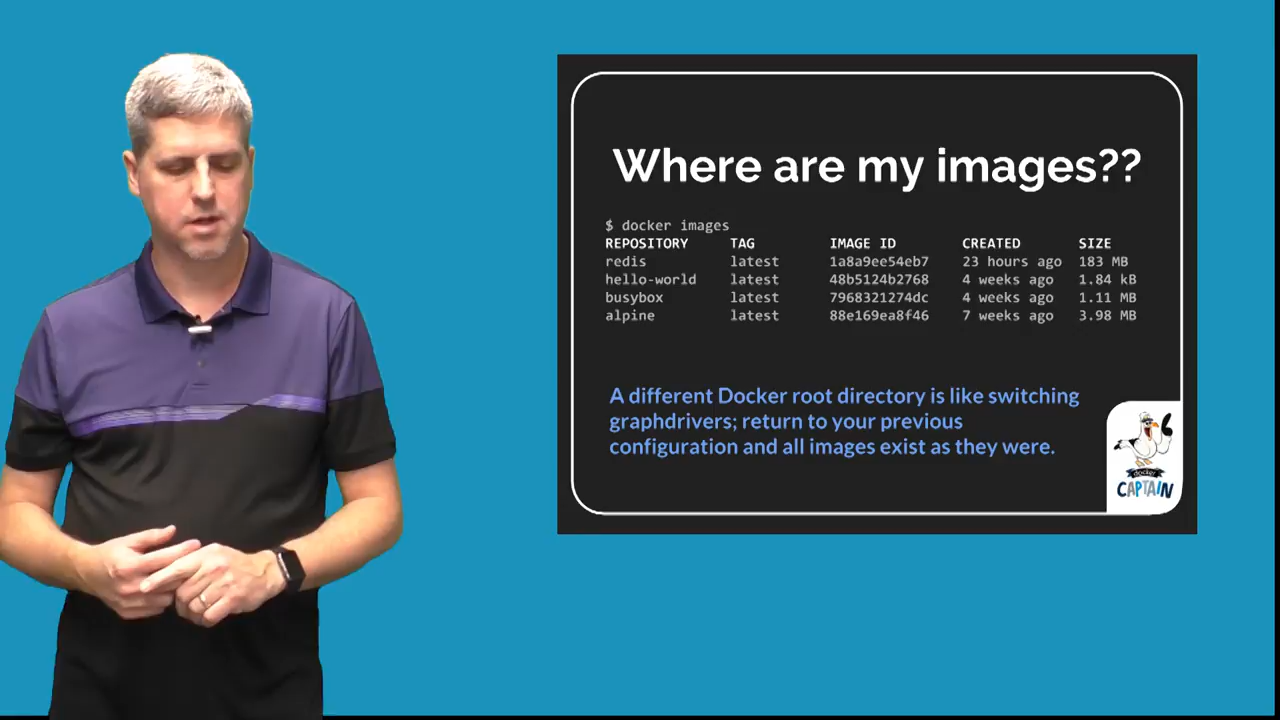 Where are my images??
$ docker images
REPOSITORY TAG IMAGE ID CREATED SIZE
redis latest 1a8a9ee54eb7 23 hours ago 183 MB
hello-world latest 48b5124b2768 4 weeks ago 1.84 kB
busybox latest 7968321274dc 4 weeks ago 1.11 MB
alpine latest 88e169ea8f46 7 weeks ago 3.98 MB
A different Docker root directory is like switching
graphdrivers; return to your previous
configuration and all images exist as they were.
docker
CAPTAIN